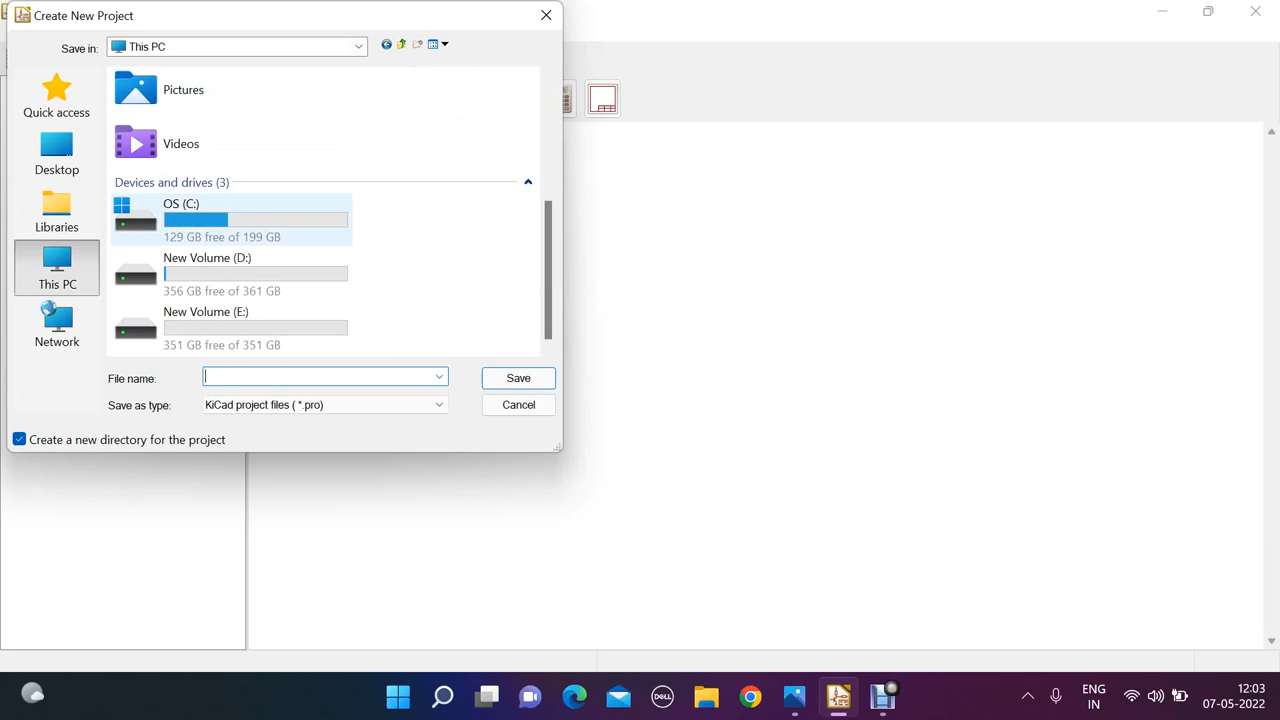 Create New Project
Save in:
This PC
Quick access
Desktop
Libraries
This PC
Network
Pictures
Videos
Devices and drives (3)
OS (C:)
129 GB free of 199 GB
New Volume (D:)
356 GB free of 361 GB
New Volume (E:)
351 GB free of 351 GB
File name:
Save
Save as type:
KiCad project files ( *.pro)
Cancel
Create a new directory for the project
DELL
ENG
IN
12:03
07-05-2022